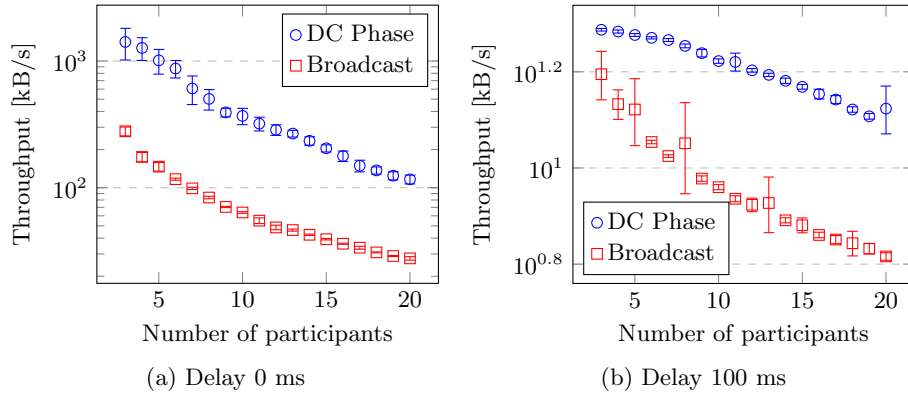 DC Phase
Broadcast
10^3
10^2
5 10 15 20
Throughput [kB/s]
Number of participants
(a) Delay 0 ms
10^1.2
10^1
10^0.8
DC Phase
Broadcast
5 10 15 20
Throughput [kB/s]
Number of participants
(b) Delay 100 ms